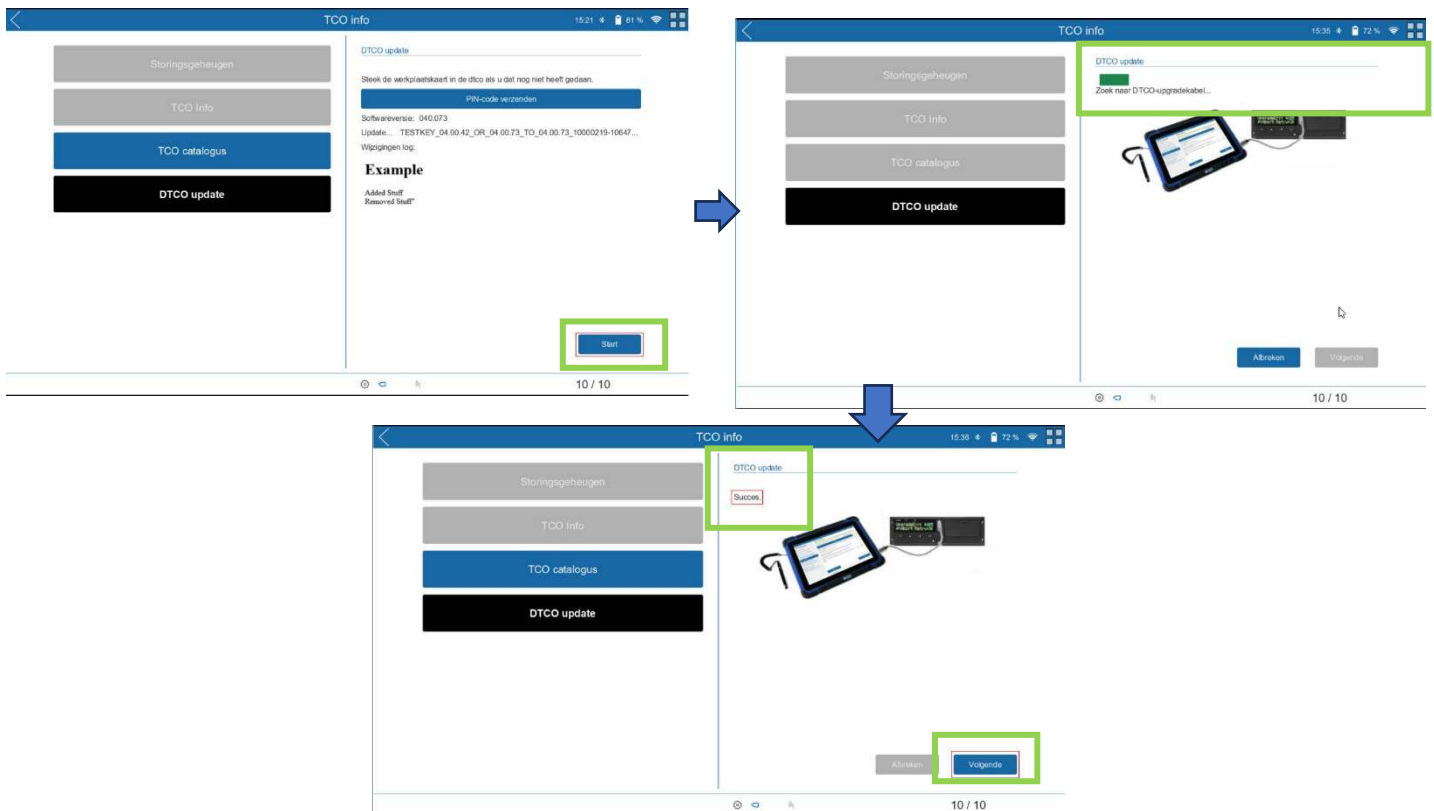 TCO info
15:21
81 %
Storingsgeheugen
TCO Info
TCO catalogus
DTCO update
DTCO update
Steek de werkplaatskaart in de dtco als u dat nog niet heeft gedaan.
PIN-code verzenden
Softwareversie: 040.073
Update... TESTKEY_04.00.42_OR_04.00.73_TO_04.00.73_10000219-10647...
Wijzigingen log:
Example
Added Stuff
Removed Stuff"
Start
10 / 10
TCO info
15:35
72 %
Storingsgeheugen
TCO Info
TCO catalogus
DTCO update
DTCO update
Zoek naar DTCO-upgradekabel...
Afbreken
Volgende
10 / 10
TCO info
15:36
72 %
Storingsgeheugen
TCO Info
TCO catalogus
DTCO update
DTCO update
Succes.
Afbreken
Volgende
10 / 10